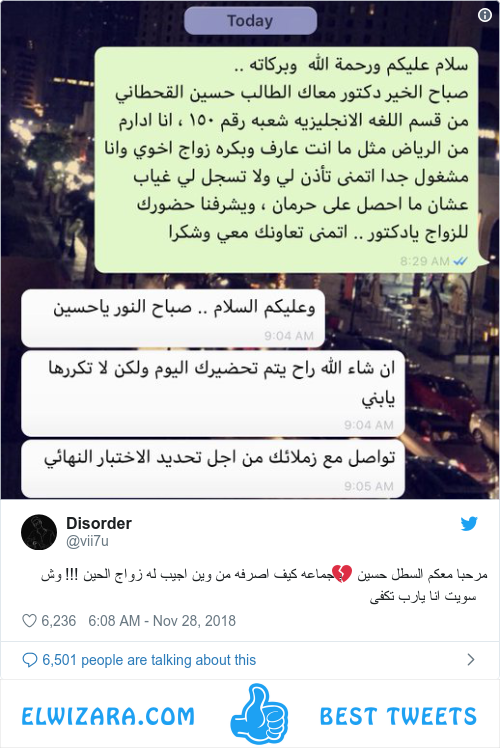 Today
سلام عليكم ورحمة الله وبركاته ..
صباح الخير دكتور معاك الطالب حسين القحطاني
من قسم اللغه الانجليزيه شعبه رقم ١٥٠ ، انا ادارم
من الرياض مثل ما انت عارف وبكره زواج اخوي وانا
مشغول جدا اتمنى تأذن لي ولا تسجل لي غياب
عشان ما احصل على حرمان ، ويشرفنا حضورك
للزواج يادكتور .. اتمنى تعاونك معي وشكرا
8:29 AM
وعليكم السلام .. صباح النور ياحسين
9:04 AM
ان شاء الله راح يتم تحضيرك اليوم ولكن لا تكررها
يابني
9:04 AM
تواصل مع زملائك من اجل تحديد الاختبار النهائي
9:05 AM
Disorder
@vii7u
مرحبا معكم السطل حسين 💔جماعه كيف اصرفه من وين اجيب له زواج الحين !!! وش
سويت انا يارب تكفى
6,236 6:08 AM - Nov 28, 2018
6,501 people are talking about this
ELWIZARA.COM BEST TWEETS